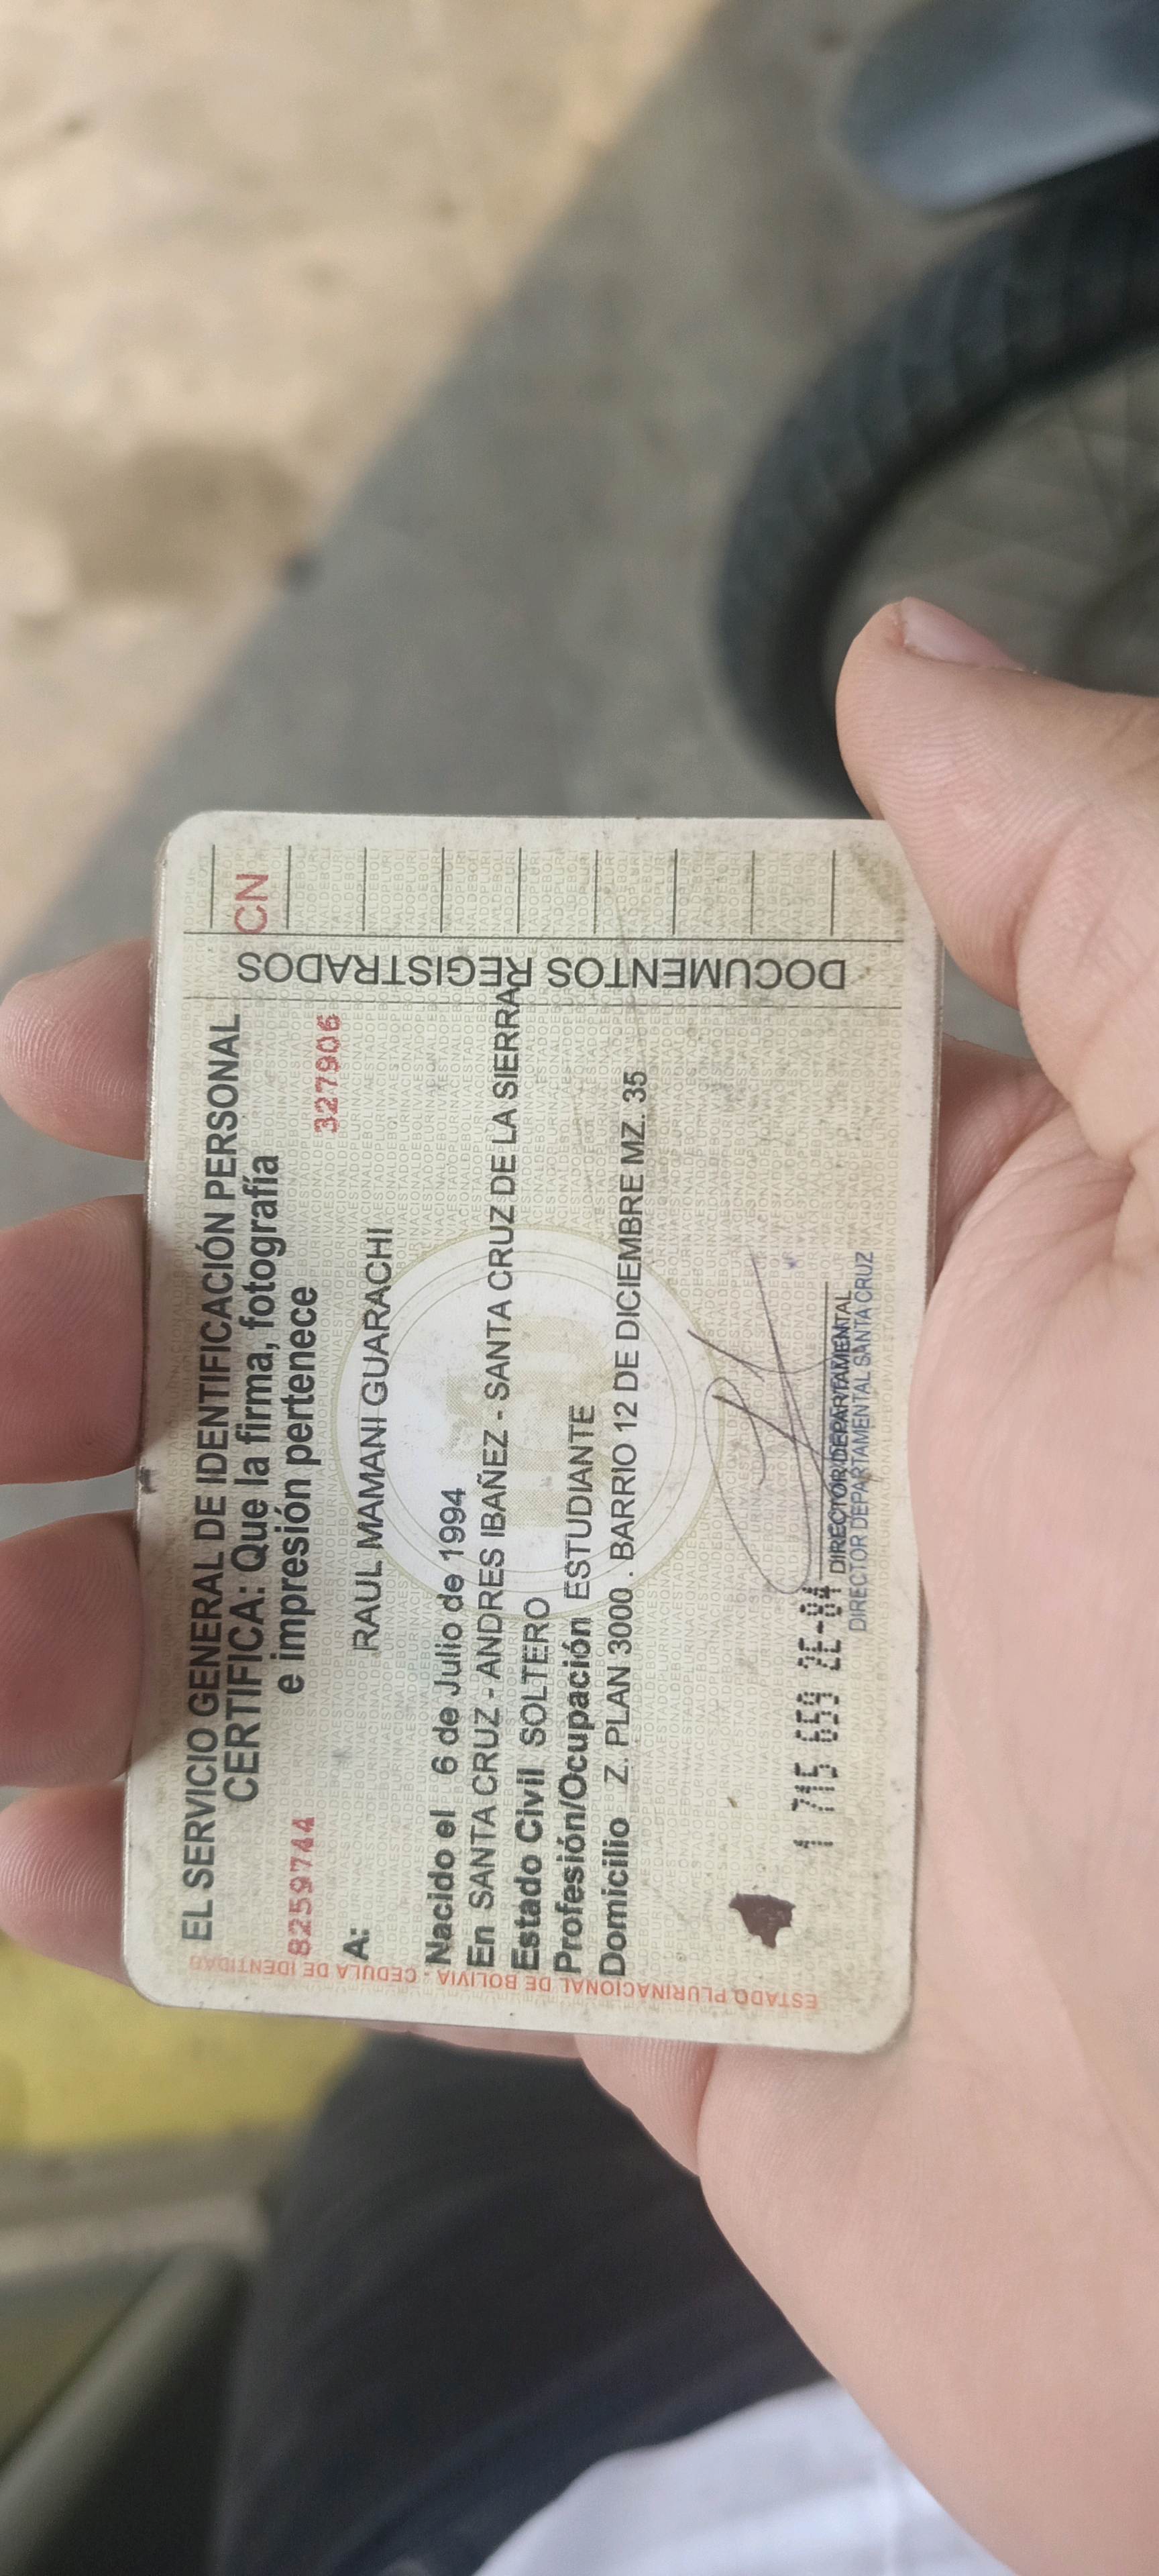 EL SERVICIO GENERAL DE IDENTIFICACIÓN PERSONAL
CERTIFICA: Que la firma, fotografía
e impresión pertenece
8259744
327906
A: RAUL MAMANI GUARACHI
Nacido el 6 de Julio de 1994
En SANTA CRUZ - ANDRES IBAÑEZ - SANTA CRUZ DE LA SIERRA
Estado Civil SOLTERO
Profesión/Ocupación ESTUDIANTE
Domicilio Z. PLAN 3000 . BARRIO 12 DE DICIEMBRE MZ. 35
1 715 659 2E-04
DIRECTOR DEPARTAMENTAL
DIRECTOR DEPARTAMENTAL SANTA CRUZ
DOCUMENTOS REGISTRADOS
CN
ESTADO PLURINACIONAL DE BOLIVIA - CEDULA DE IDENTIDAD